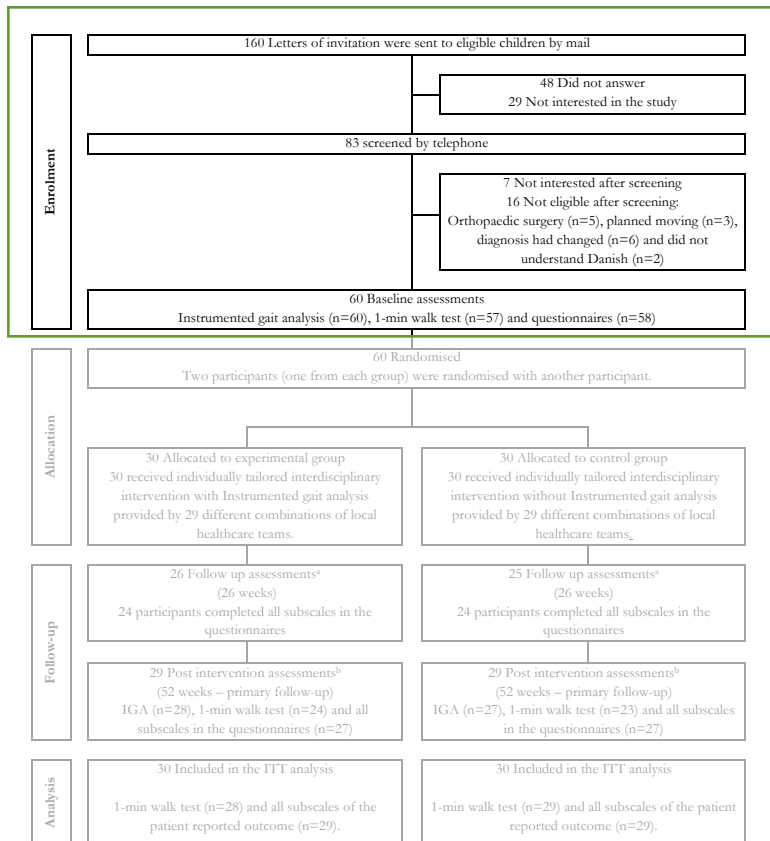 Enrolment
160 Letters of invitation were sent to eligible children by mail
48 Did not answer
29 Not interested in the study
83 screened by telephone
7 Not interested after screening
16 Not eligible after screening:
Orthopaedic surgery (n=5), planned moving (n=3),
diagnosis had changed (n=6) and did not
understand Danish (n=2)
60 Baseline assessments
Instrumented gait analysis (n=60), 1-min walk test (n=57) and questionnaires (n=58)
Allocation
60 Randomised
Two participants (one from each group) were randomised with another participant.
30 Allocated to experimental group
30 received individually tailored interdisciplinary
intervention with Instrumented gait analysis
provided by 29 different combinations of local
healthcare teams.
30 Allocated to control group
30 received individually tailored interdisciplinary
intervention without Instrumented gait analysis
provided by 29 different combinations of local
healthcare teams.
Follow-up
26 Follow up assessmentsᵃ
(26 weeks)
24 participants completed all subscales in the
questionnaires
25 Follow up assessmentsᵃ
(26 weeks)
24 participants completed all subscales in the
questionnaires
29 Post intervention assessmentsᵇ
(52 weeks – primary follow-up)
IGA (n=28), 1-min walk test (n=24) and all
subscales in the questionnaires (n=27)
29 Post intervention assessmentsᵇ
(52 weeks – primary follow-up)
IGA (n=27), 1-min walk test (n=23) and all subscales
in the questionnaires (n=27)
Analysis
30 Included in the ITT analysis
1-min walk test (n=28) and all subscales of the
patient reported outcome (n=29).
30 Included in the ITT analysis
1-min walk test (n=29) and all subscales of the patient
reported outcome (n=29).